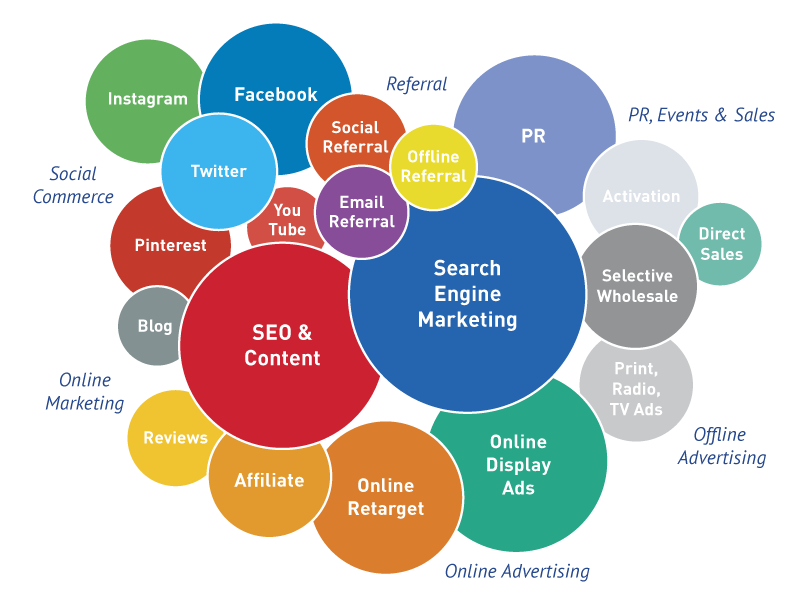 Instagram
Facebook
Referral
PR, Events & Sales
Social
Referral
Offline
Referral
PR
Twitter
Social
Commerce
Activation
You
Tube
Email
Referral
Pinterest
Direct
Sales
Search
Engine
Marketing
Selective
Wholesale
Blog
SEO &
Content
Print,
Radio,
TV Ads
Online
Marketing
Reviews
Offline
Advertising
Affiliate
Online
Retarget
Online
Display
Ads
Online Advertising